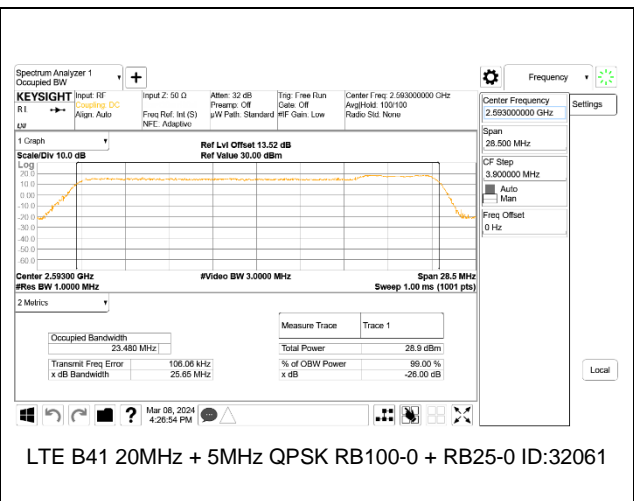 Spectrum Analyzer 1
Occupied BW
+
Frequency
KEYSIGHT Input: RF Input Z: 50 Ω Atten: 32 dB Trig: Free Run Center Freq: 2.593000000 GHz
RL Coupling: DC Preamp: Off Gate: Off Avg|Hold: 100/100
Align: Auto Freq Ref: Int (S) µW Path: Standard #IF Gain: Low Radio Std: None
NFE: Adaptive
Center Frequency
2.593000000 GHz
Settings
Span
28.500 MHz
CF Step
3.800000 MHz
Auto
Man
Freq Offset
0 Hz
Local
1 Graph
Ref Lvl Offset 13.52 dB
Scale/Div 10.0 dB Ref Value 30.00 dBm
Log
20.0
10.0
0.00
-10.0
-20.0
-30.0
-40.0
-50.0
-60.0
Center 2.59300 GHz #Video BW 3.0000 MHz Span 28.5 MHz
#Res BW 1.0000 MHz Sweep 1.00 ms (1001 pts)
2 Metrics
Measure Trace Trace 1
Occupied Bandwidth
23.480 MHz Total Power 28.9 dBm
Transmit Freq Error 106.06 kHz % of OBW Power 99.00 %
x dB Bandwidth 25.65 MHz x dB -26.00 dB
? Mar 08, 2024
4:26:54 PM
LTE B41 20MHz + 5MHz QPSK RB100-0 + RB25-0 ID:32061